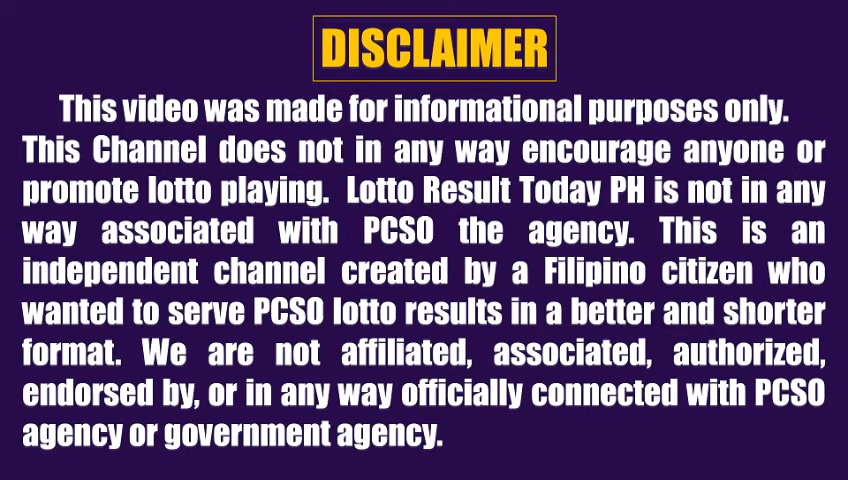 DISCLAIMER
This video was made for informational purposes only.
This Channel does not in any way encourage anyone or
promote lotto playing. Lotto Result Today PH is not in any
way associated with PCSO the agency. This is an
independent channel created by a Filipino citizen who
wanted to serve PCSO lotto results in a better and shorter
format. We are not affiliated, associated, authorized,
endorsed by, or in any way officially connected with PCSO
agency or government agency.